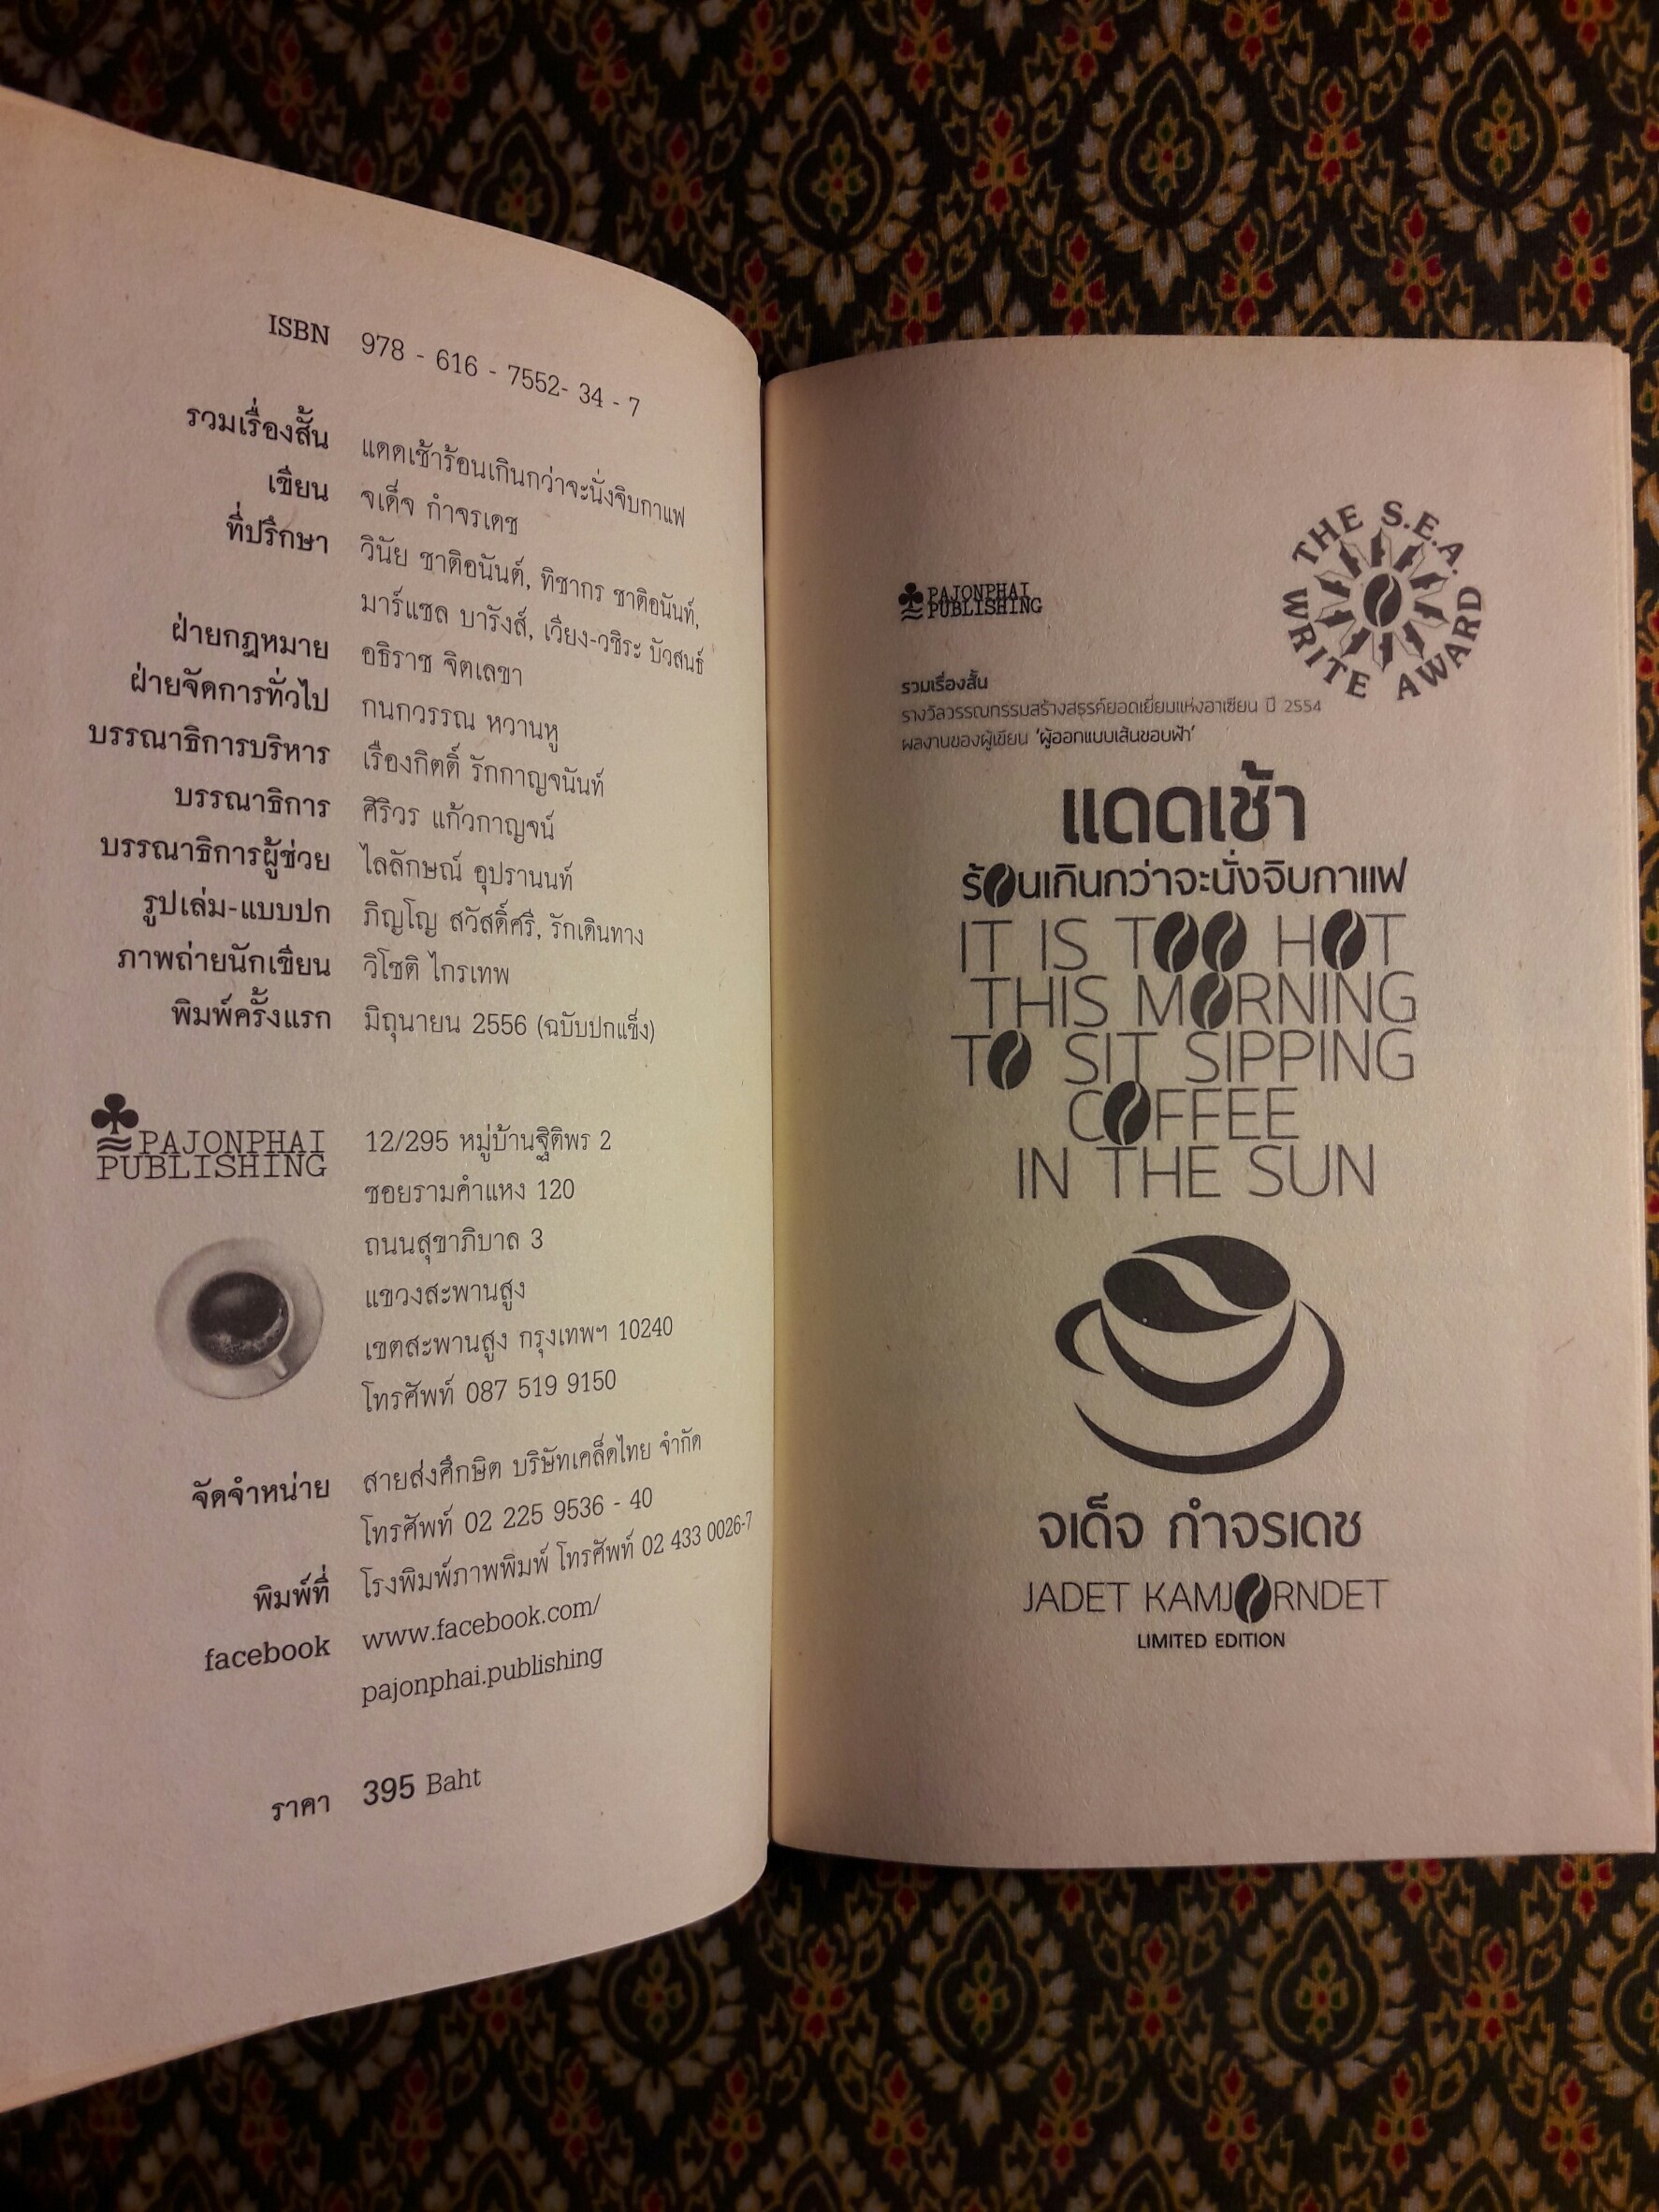 ISBN 978 - 616 - 7552- 34 - 7
รวมเรื่องสั้น แดดเช้าร้อนเกินกว่าจะนั่งจิบกาแฟ
เขียน จเด็จ กำจรเดช
ที่ปรึกษา วินัย ชาติอนันต์, ทิชากร ชาติอนันท์,
มาร์แซล บารังส์, เวียง-วชิระ บัวสนธ์
ฝ่ายกฎหมาย อธิราช จิตเลขา
ฝ่ายจัดการทั่วไป กนกวรรณ หวานหู
บรรณาธิการบริหาร เรืองกิตติ์ รักกาญจนันท์
บรรณาธิการ ศิริวร แก้วกาญจน์
บรรณาธิการผู้ช่วย ไลลักษณ์ อุปรานนท์
รูปเล่ม-แบบปก ภิญโญ สวัสดิ์ศรี, รักเดินทาง
ภาพถ่ายนักเขียน วิโชติ ไกรเทพ
พิมพ์ครั้งแรก มิถุนายน 2556 (ฉบับปกแข็ง)
PAJONPHAI
PUBLISHING
12/295 หมู่บ้านฐิติพร 2
ซอยรามคำแหง 120
ถนนสุขาภิบาล 3
แขวงสะพานสูง
เขตสะพานสูง กรุงเทพฯ 10240
โทรศัพท์ 087 519 9150
จัดจำหน่าย สายส่งศึกษิต บริษัทเคล็ดไทย จำกัด
โทรศัพท์ 02 225 9536 - 40
พิมพ์ที่ โรงพิมพ์ภาพพิมพ์ โทรศัพท์ 02 433 0026-7
facebook www.facebook.com/
pajonphai.publishing
ราคา 395 Baht
PAJONPHAI
PUBLISHING
THE S.E.A.
WRITE AWARD
รวมเรื่องสั้น
รางวัลวรรณกรรมสร้างสรรค์ยอดเยี่ยมแห่งอาเซียน ปี 2554
ผลงานของผู้เขียน 'ผู้ออกแบบเส้นขอบฟ้า'
แดดเช้า
ร้อนเกินกว่าจะนั่งจิบกาแฟ
IT IS TOO HOT
THIS MORNING
TO SIT SIPPING
COFFEE
IN THE SUN
จเด็จ กำจรเดช
JADET KAMJORNDET
LIMITED EDITION